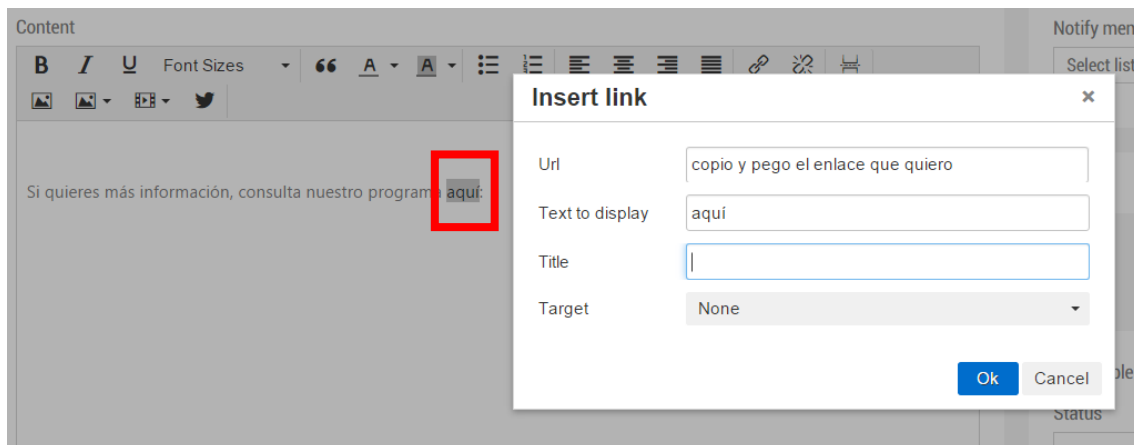 Content
Notify men
B I U Font Sizes A A
Select list
Insert link
Url copio y pego el enlace que quiero
Si quieres más información, consulta nuestro programa aquí:
Text to display aquí
Title
Target None
Ok Cancel
Status